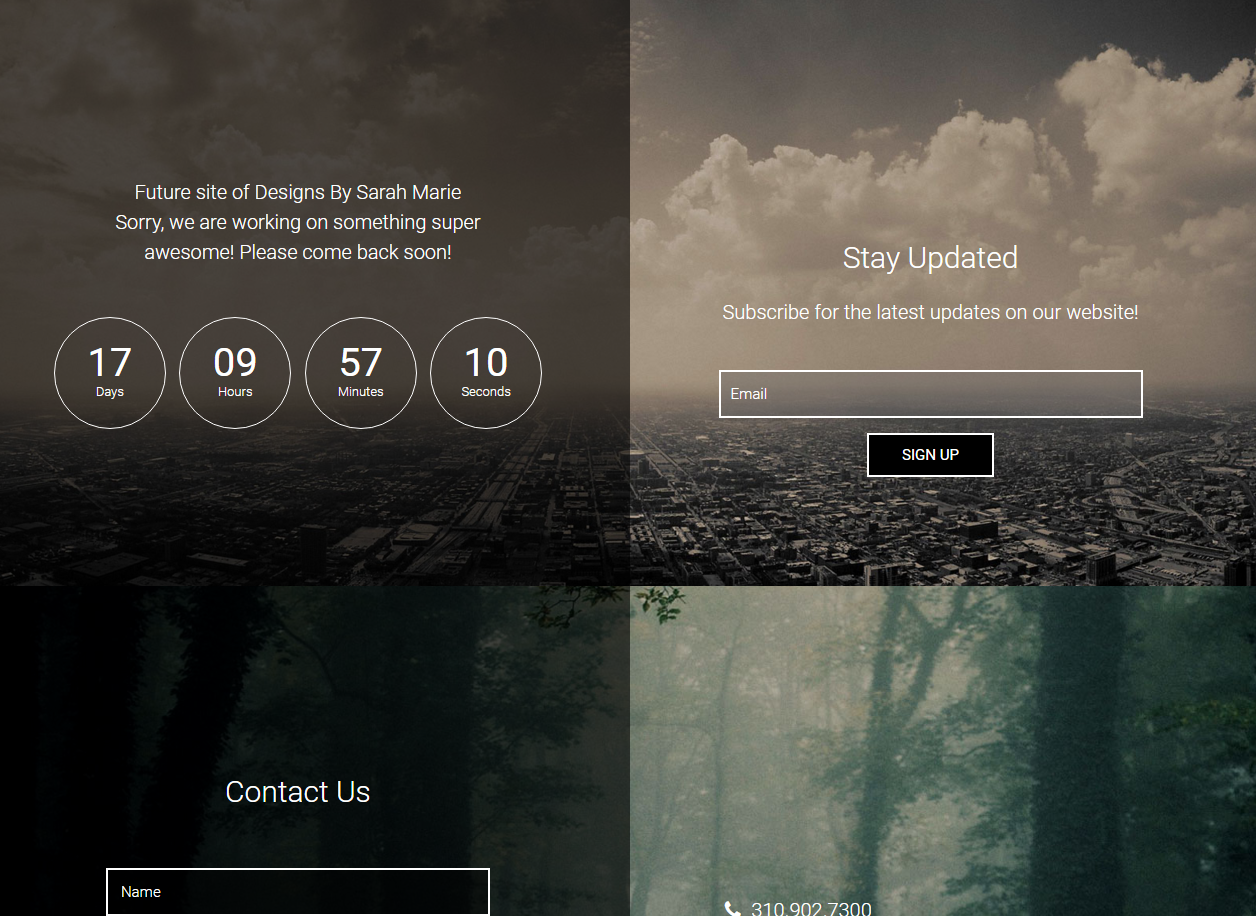 Future site of Designs By Sarah Marie
Sorry, we are working on something super
awesome! Please come back soon!
17
Days
09
Hours
57
Minutes
10
Seconds
Stay Updated
Subscribe for the latest updates on our website!
Email
SIGN UP
Contact Us
Name
310.902.7300